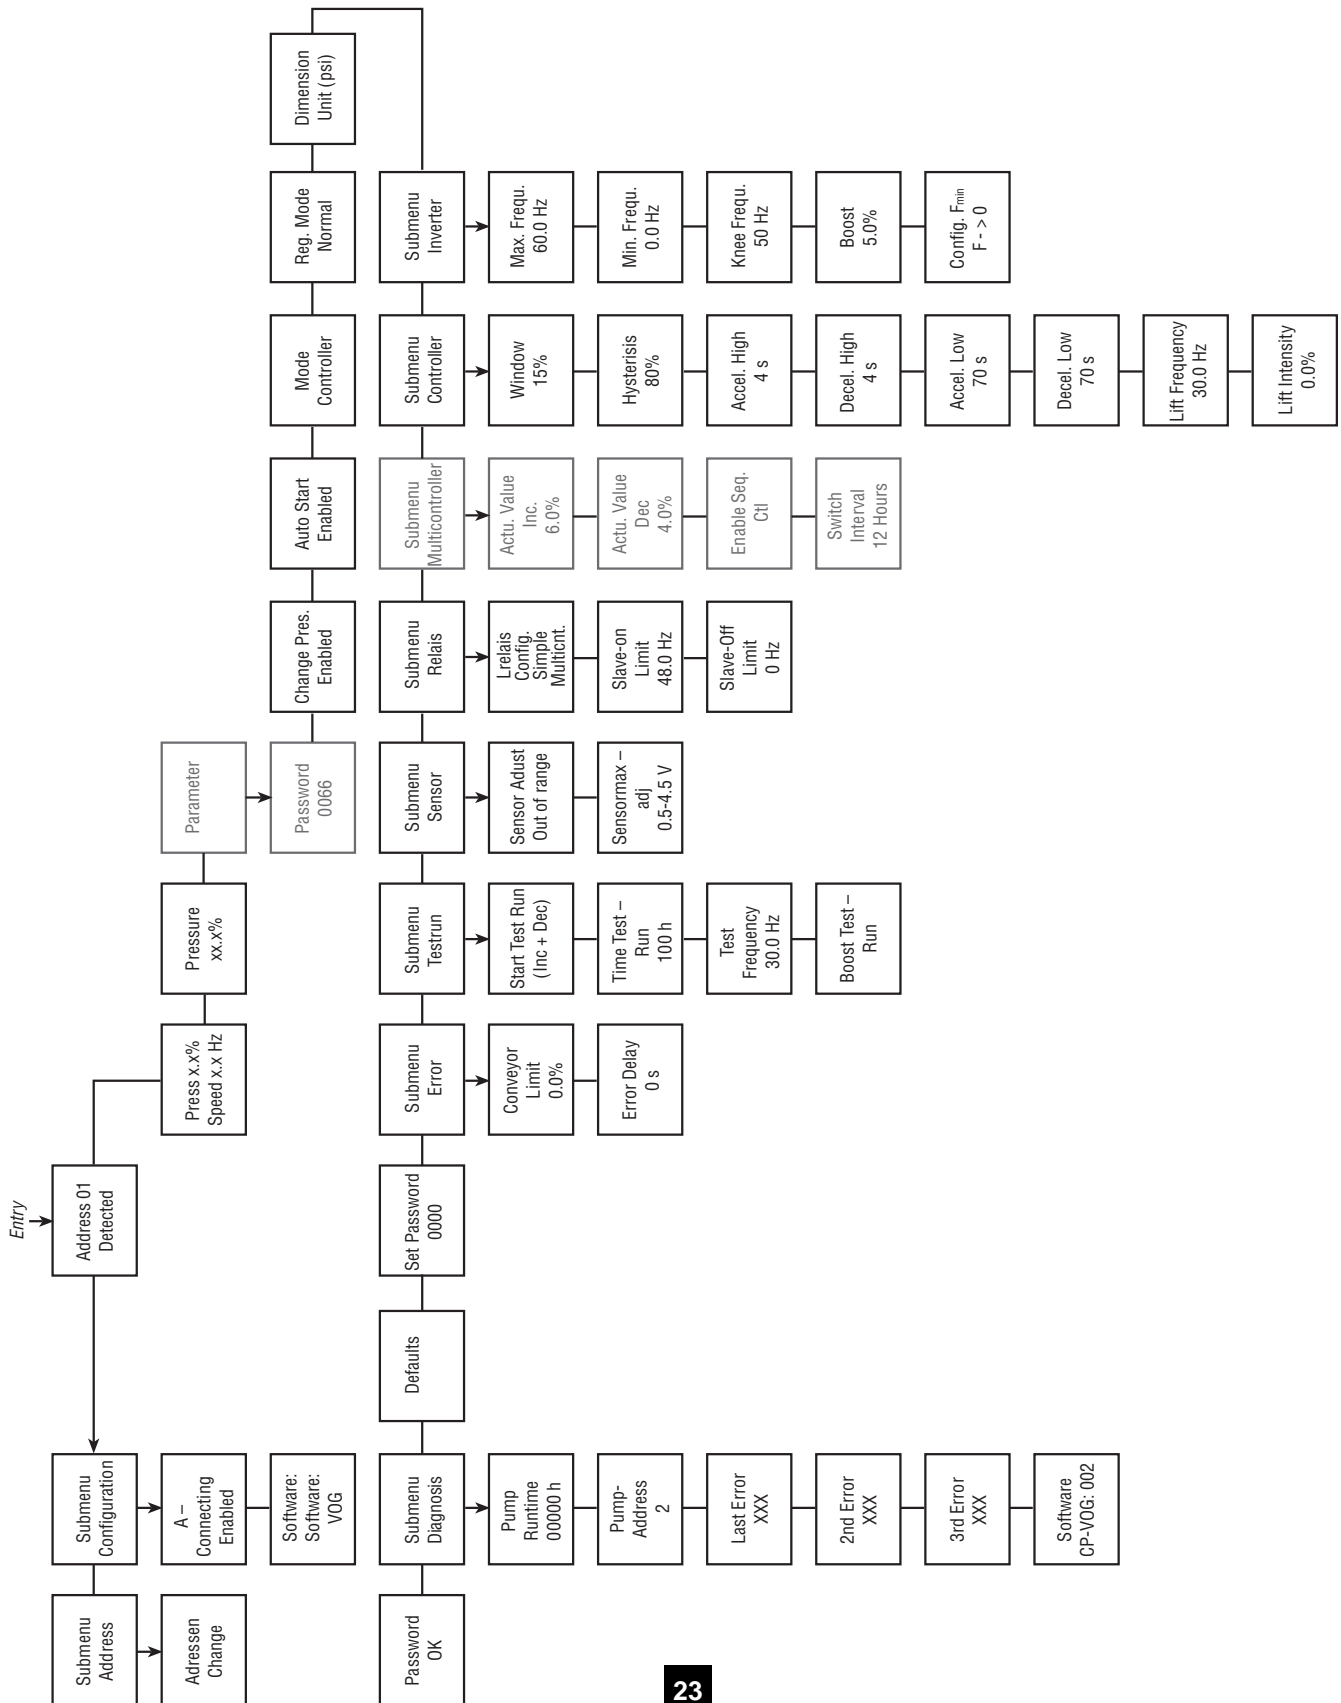 Entry
Submenu
Address
Adressen
Change
Submenu
Configuration
A –
Connecting
Enabled
Software:
Software:
VOG
Address 01
Detected
Press x.x%
Speed x.x Hz
Pressure
xx.x%
Parameter
Password
0066
Change Pres.
Enabled
Auto Start
Enabled
Mode
Controller
Reg. Mode
Normal
Dimension
Unit (psi)
Password
OK
Submenu
Diagnosis
Pump
Runtime
00000 h
Pump-
Address
2
Last Error
XXX
2nd Error
XXX
3rd Error
XXX
Software
CP-VOG: 002
Defaults
Set Password
0000
Submenu
Error
Conveyor
Limit
0.0%
Error Delay
0 s
Submenu
Testrun
Start Test Run
(Inc + Dec)
Time Test –
Run
100 h
Test
Frequency
30.0 Hz
Boost Test –
Run
Submenu
Sensor
Sensor Adust
Out of range
Sensormax –
adj
0.5-4.5 V
Submenu
Relais
Lrelais
Config.
Simple
Multicnt.
Slave-on
Limit
48.0 Hz
Slave-Off
Limit
0 Hz
Submenu
Multicontroller
Actu. Value
Inc.
6.0%
Actu. Value
Dec
4.0%
Enable Seq.
Ctl
Switch
Interval
12 Hours
Submenu
Controller
Window
15%
Hysterisis
80%
Accel. High
4 s
Decel. High
4 s
Accel. Low
70 s
Decel. Low
70 s
Lift Frequency
30.0 Hz
Lift Intensity
0.0%
Submenu
Inverter
Max. Frequ.
60.0 Hz
Min. Frequ.
0.0 Hz
Knee Frequ.
50 Hz
Boost
5.0%
Config. Fmin
F - > 0
23